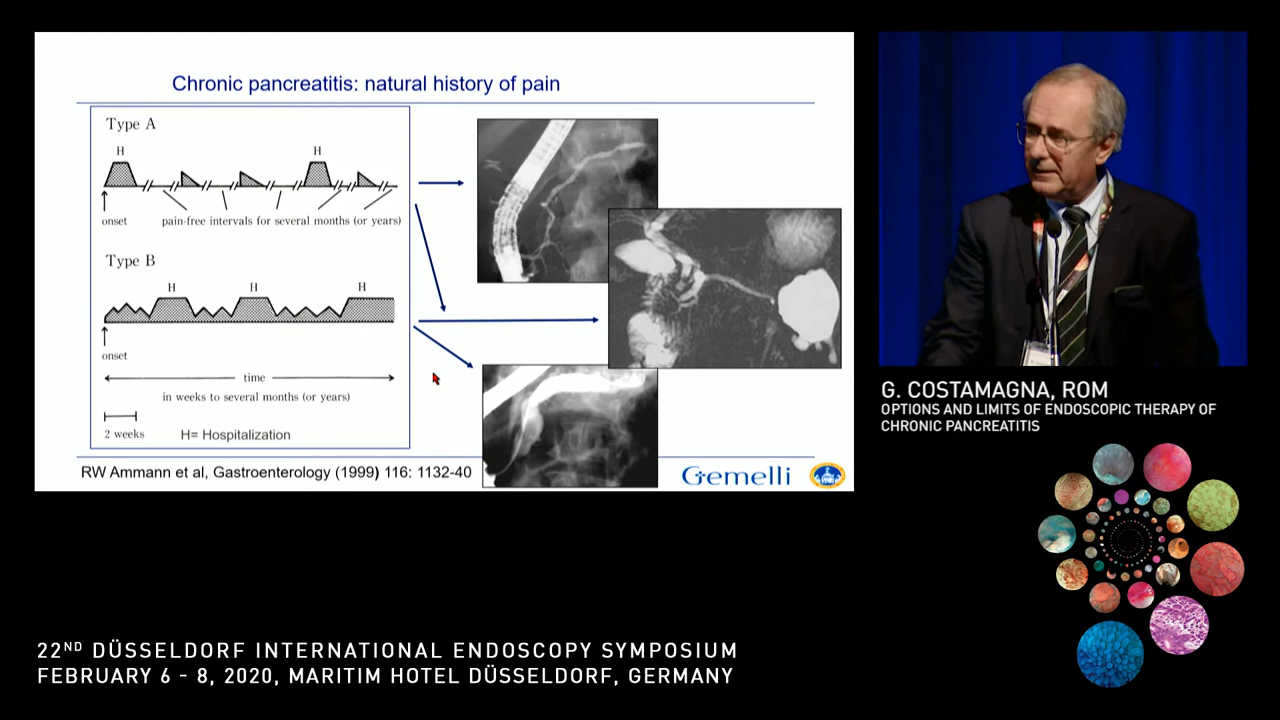 Chronic pancreatitis: natural history of pain
Type A
H H
onset
pain-free intervals for several months (or years)
Type B
H H H
onset
time
in weeks to several months (or years)
2 weeks
H= Hospitalization
RW Ammann et al, Gastroenterology (1999) 116: 1132-40
Gemelli
G. COSTAMAGNA, ROM
OPTIONS AND LIMITS OF ENDOSCOPIC THERAPY OF
CHRONIC PANCREATITIS
22ND DÜSSELDORF INTERNATIONAL ENDOSCOPY SYMPOSIUM
FEBRUARY 6 - 8, 2020, MARITIM HOTEL DÜSSELDORF, GERMANY